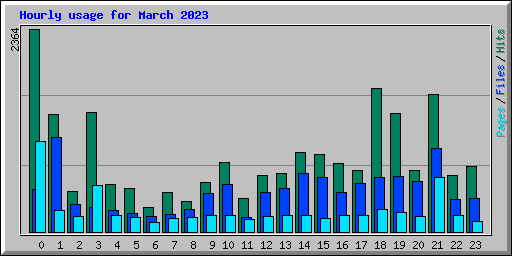 Hourly usage for March 2023
2364
Pages/Files/Hits
0 1 2 3 4 5 6 7 8 9 10 11 12 13 14 15 16 17 18 19 20 21 22 23